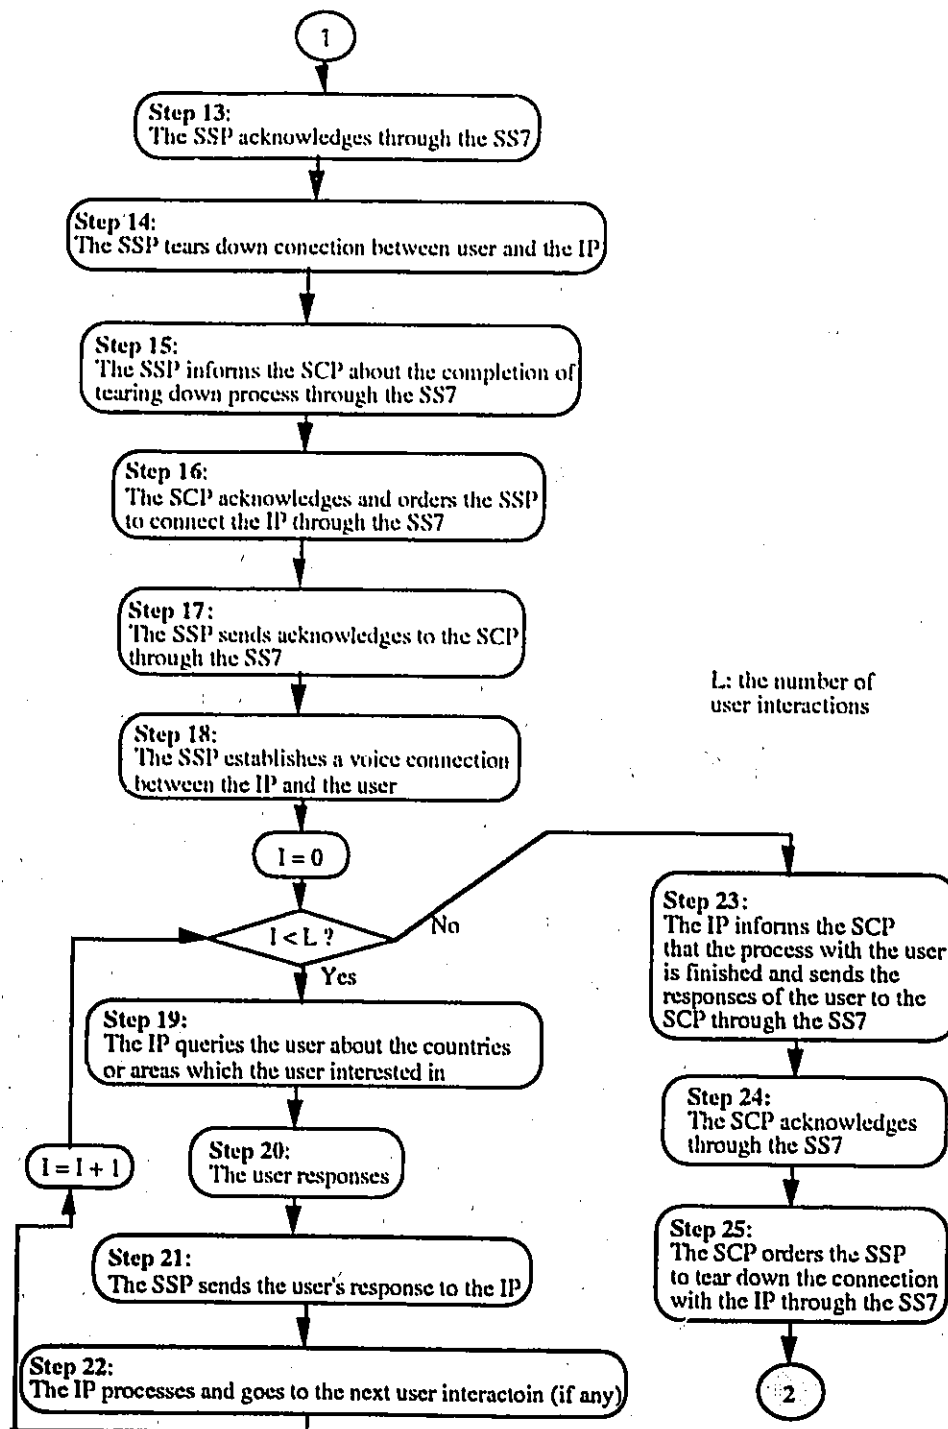 1
Step 13:
The SSP acknowledges through the SS7
Step 14:
The SSP tears down conection between user and the IP
Step 15:
The SSP informs the SCP about the completion of
tearing down process through the SS7
Step 16:
The SCP acknowledges and orders the SSP
to connect the IP through the SS7
Step 17:
The SSP sends acknowledges to the SCP
through the SS7
L: the number of
user interactions
Step 18:
The SSP establishes a voice connection
between the IP and the user
I = 0
I < L ?
No
Yes
Step 19:
The IP queries the user about the countries
or areas which the user interested in
I = I + 1
Step 20:
The user responses
Step 21:
The SSP sends the user's response to the IP
Step 22:
The IP processes and goes to the next user interactoin (if any)
Step 23:
The IP informs the SCP
that the process with the user
is finished and sends the
responses of the user to the
SCP through the SS7
Step 24:
The SCP acknowledges
through the SS7
Step 25:
The SCP orders the SSP
to tear down the connection
with the IP through the SS7
2